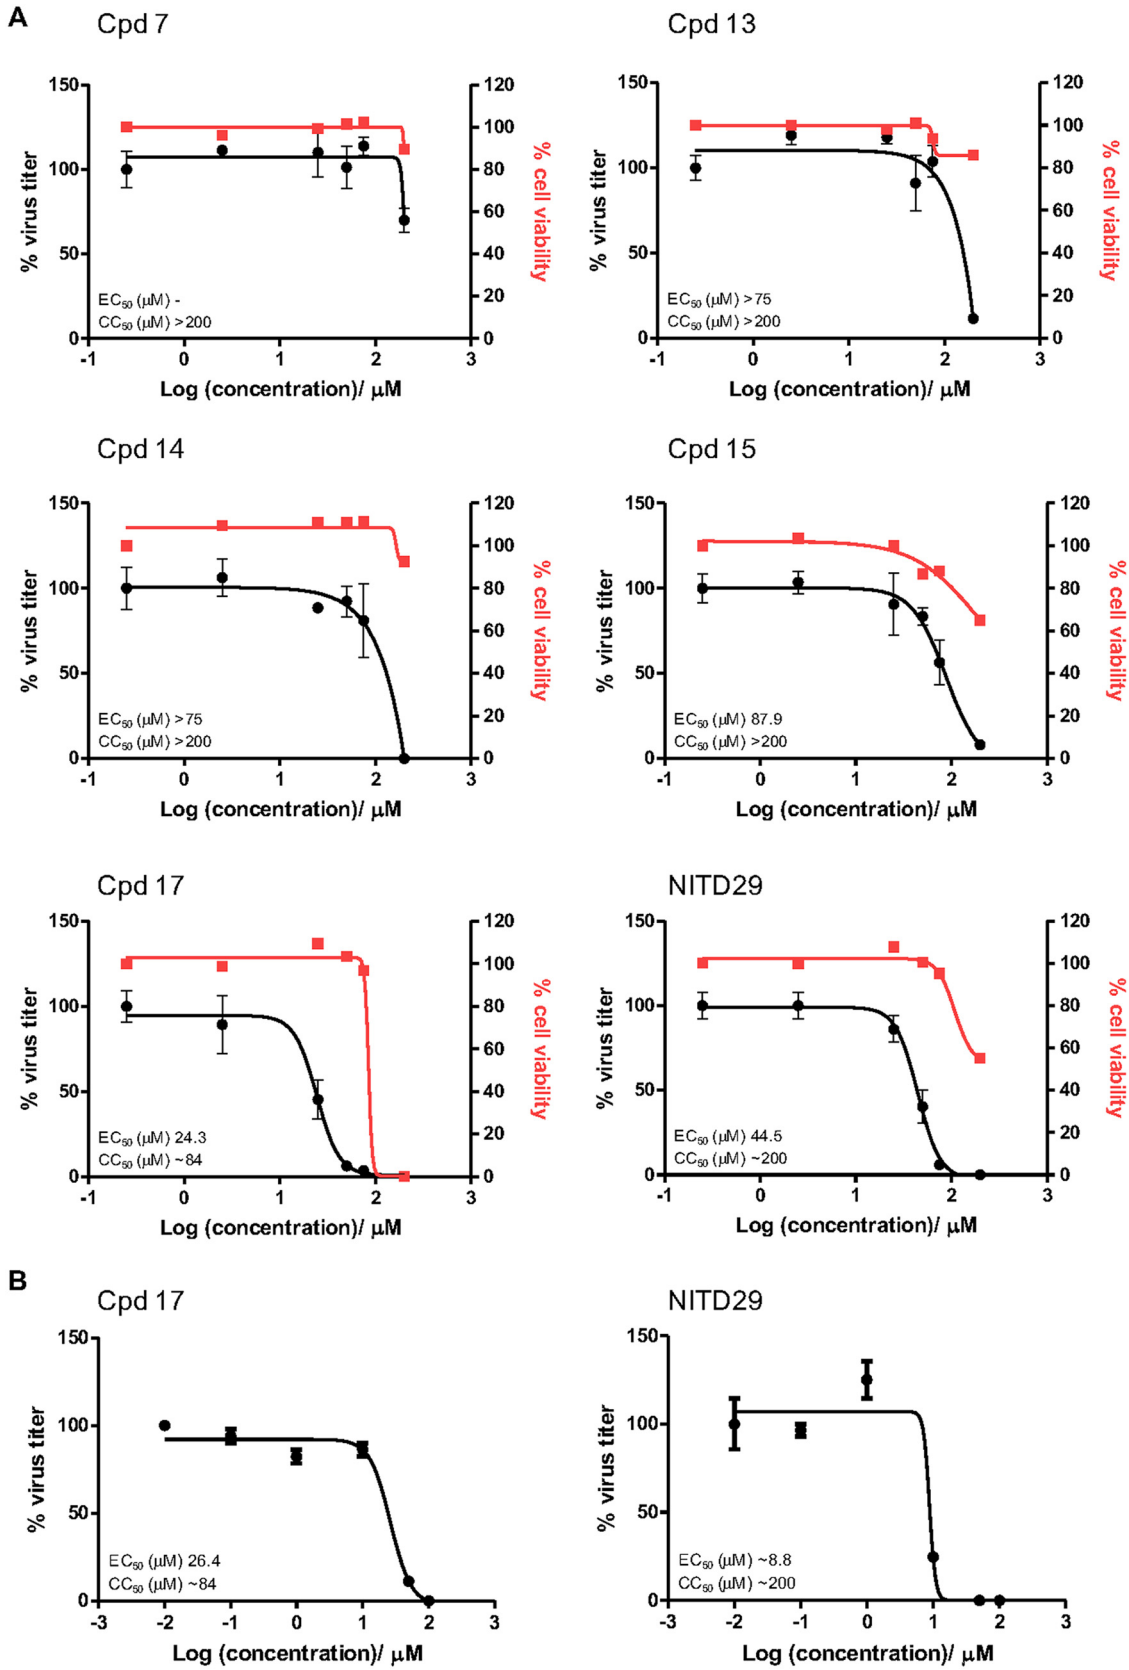 A
Cpd 7
150
100
50
0
120
100
80
60
40
20
0
% virus titer
% cell viability
EC₅₀ (μM) -
CC₅₀ (μM) >200
-1 0 1 2 3
Log (concentration)/ μM
Cpd 13
150
100
50
0
120
100
80
60
40
20
0
% virus titer
% cell viability
EC₅₀ (μM) >75
CC₅₀ (μM) >200
-1 0 1 2 3
Log (concentration)/ μM
Cpd 14
150
100
50
0
120
100
80
60
40
20
0
% virus titer
% cell viability
EC₅₀ (μM) >75
CC₅₀ (μM) >200
-1 0 1 2 3
Log (concentration)/ μM
Cpd 15
150
100
50
0
120
100
80
60
40
20
0
% virus titer
% cell viability
EC₅₀ (μM) 87.9
CC₅₀ (μM) >200
-1 0 1 2 3
Log (concentration)/ μM
Cpd 17
150
100
50
0
120
100
80
60
40
20
0
% virus titer
% cell viability
EC₅₀ (μM) 24.3
CC₅₀ (μM) ~84
-1 0 1 2 3
Log (concentration)/ μM
NITD29
150
100
50
0
120
100
80
60
40
20
0
% virus titer
% cell viability
EC₅₀ (μM) 44.5
CC₅₀ (μM) ~200
-1 0 1 2 3
Log (concentration)/ μM
B
Cpd 17
150
100
50
0
% virus titer
EC₅₀ (μM) 26.4
CC₅₀ (μM) ~84
-3 -2 -1 0 1 2 3
Log (concentration)/ μM
NITD29
150
100
50
0
% virus titer
EC₅₀ (μM) ~8.8
CC₅₀ (μM) ~200
-3 -2 -1 0 1 2 3
Log (concentration)/ μM